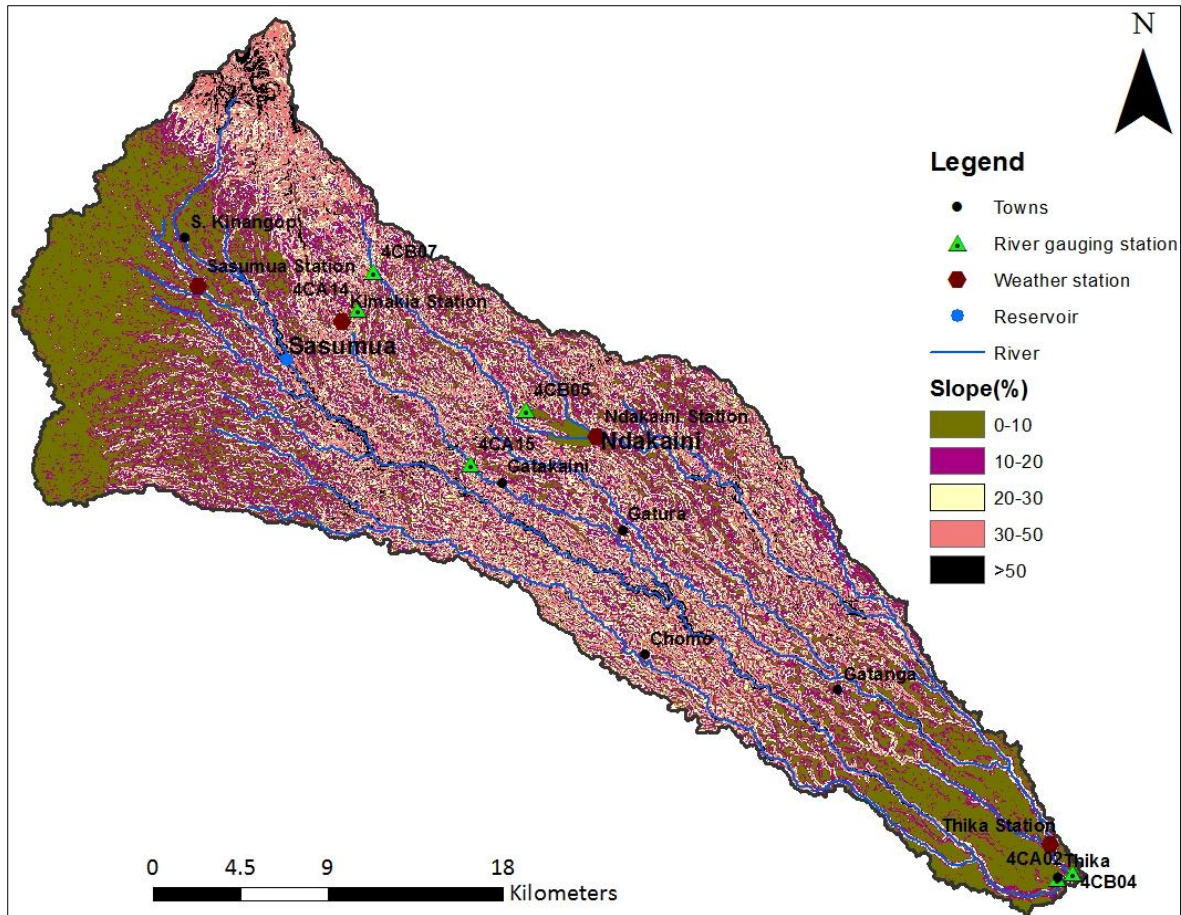 N
Legend
Towns
River gauging station
Weather station
Reservoir
River
Slope(%)
0-10
10-20
20-30
30-50
>50
S. Kinangop
4CB07
Sasumua Station
4CA14
Kimakia Station
Sasumua
4CB05
Ndakaini Station
Ndakaini
4CA15
Gatakaini
Gatura
Chomo
Gatanga
Thika Station
4CA02
Thika
4CB04
0 4.5 9 18
Kilometers